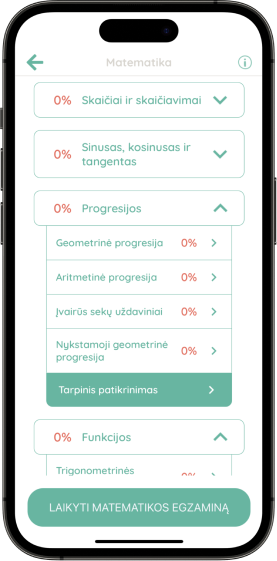 Matematika
0% Skaičiai ir skaičiavimai
0% Sinusas, kosinusas ir
tangentas
0% Progresijos
Geometrinė progresija 0%
Aritmetinė progresija 0%
Įvairūs sekų uždaviniai 0%
Nykstamoji geometrinė
progresija 0%
Tarpinis patikrinimas
0% Funkcijos
Trigonometrinės
0%
LAIKYTI MATEMATIKOS EGZAMINĄ